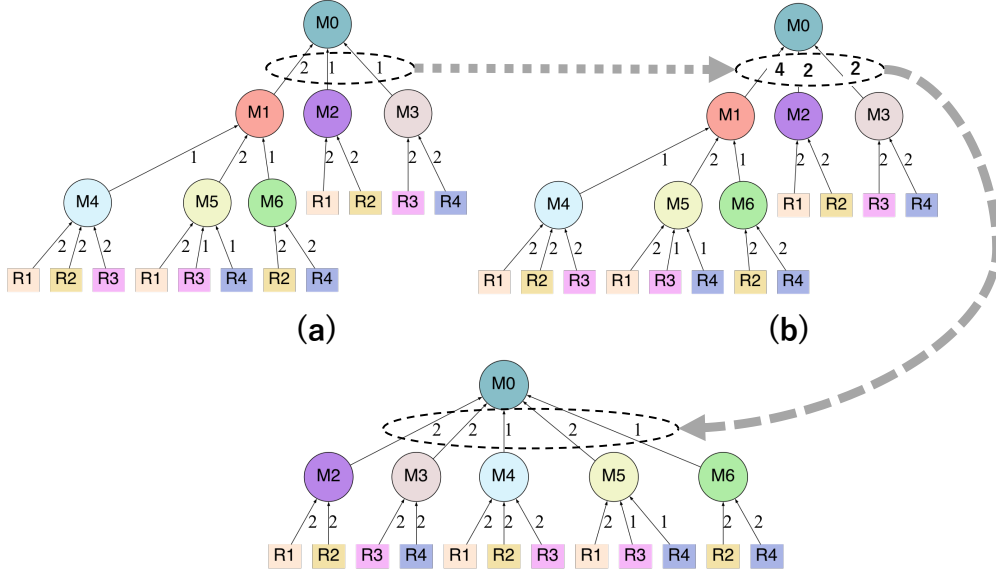 M0 M0
2 1 1 4 2 2
M1 M2 M3 M1 M2 M3
1 2 1 2 2 2 2 1 2 1 2 2 2 2
M4 M5 M6 R1 R2 R3 R4 M4 M5 M6 R1 R2 R3 R4
2 2 2 2 1 1 2 2 2 2 2 2 1 1 2 2
R1 R2 R3 R1 R3 R4 R2 R4 R1 R2 R3 R1 R3 R4 R2 R4
(a) (b)
M0
2 2 1 2 1
M2 M3 M4 M5 M6
2 2 2 2 2 2 2 2 1 1 2 2
R1 R2 R3 R4 R1 R2 R3 R1 R3 R4 R2 R4